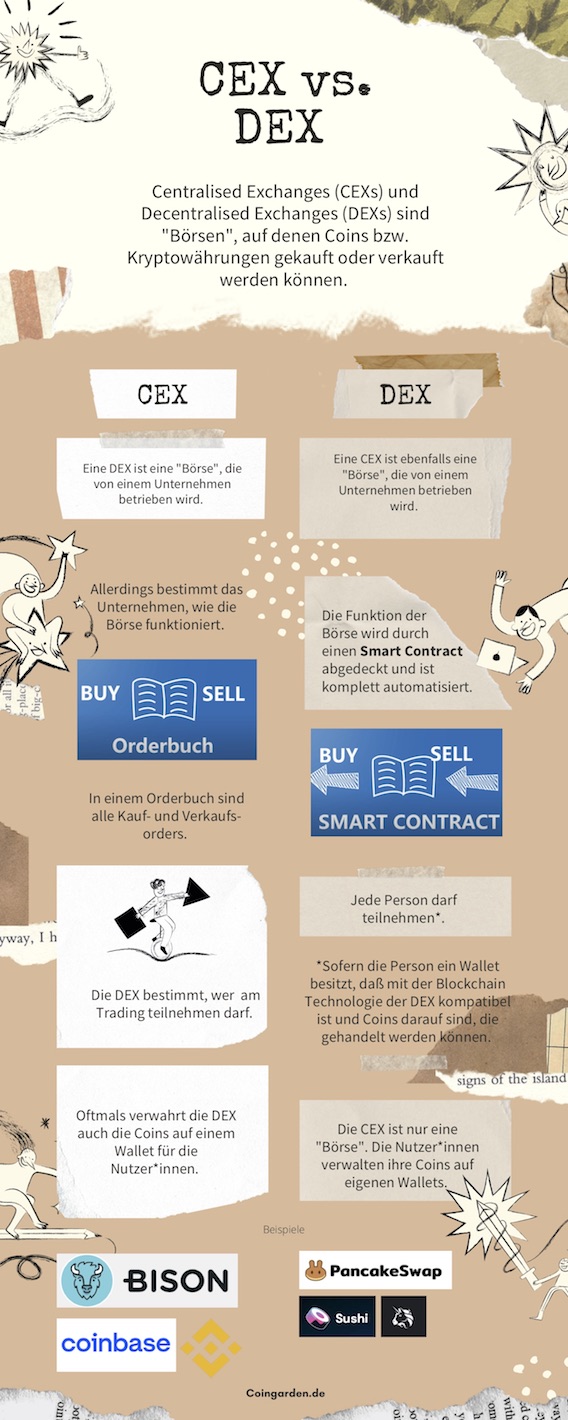 CEX vs.
DEX
Centralised Exchanges (CEXs) und
Decentralised Exchanges (DEXs) sind
"Börsen", auf denen Coins bzw.
Kryptowährungen gekauft oder verkauft
werden können.
CEX
Eine DEX ist eine "Börse", die
von einem Unternehmen
betrieben wird.
Allerdings bestimmt das
Unternehmen, wie die
Börse funktioniert.
BUY SELL
Orderbuch
In einem Orderbuch sind
alle Kauf- und Verkaufs-
orders.
Die DEX bestimmt, wer am
Trading teilnehmen darf.
Oftmals verwahrt die DEX
auch die Coins auf einem
Wallet für die
Nutzer*innen.
DEX
Eine CEX ist ebenfalls eine
"Börse", die von einem
Unternehmen betrieben
wird.
Die Funktion der
Börse wird durch
einen Smart Contract
abgedeckt und ist
komplett automatisiert.
BUY SELL
SMART CONTRACT
Jede Person darf
teilnehmen*.
*Sofern die Person ein Wallet
besitzt, daß mit der Blockchain
Technologie der DEX kompatibel
ist und Coins darauf sind, die
gehandelt werden können.
signs of the island
Die CEX ist nur eine
"Börse". Die Nutzer*innen
verwalten ihre Coins auf
eigenen Wallets.
yway, I h
Beispiele
BISON
coinbase
PancakeSwap
Sushi
Coingarden.de